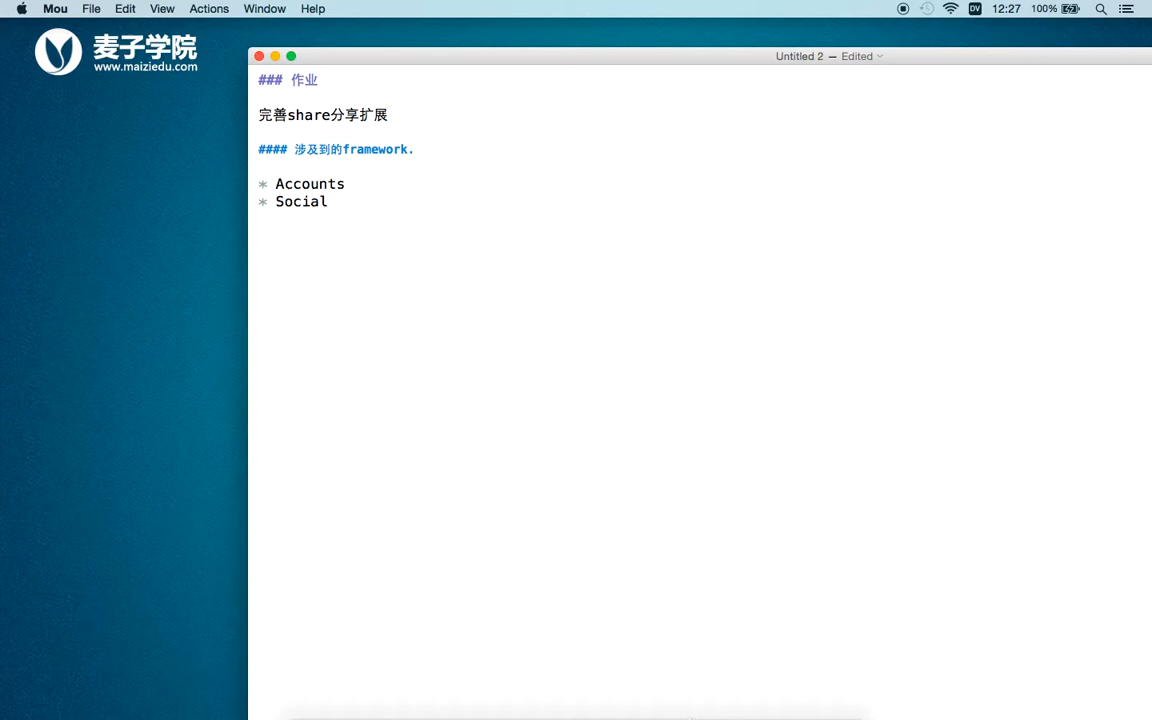 Mou File Edit View Actions Window Help DV 12:27 100%
麦子学院
www.maiziedu.com
Untitled 2 — Edited
### 作业
完善share分享扩展
#### 涉及到的framework.
* Accounts
* Social